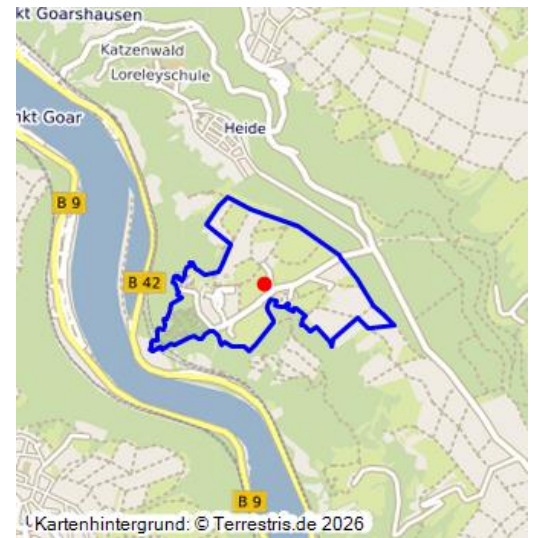 kt Goarshausen
Katzenwald
Loreleyschule
nkt Goar
Heide
B 9
B 42
B 9
Kartenhintergrund: © Terrestris.de 2026